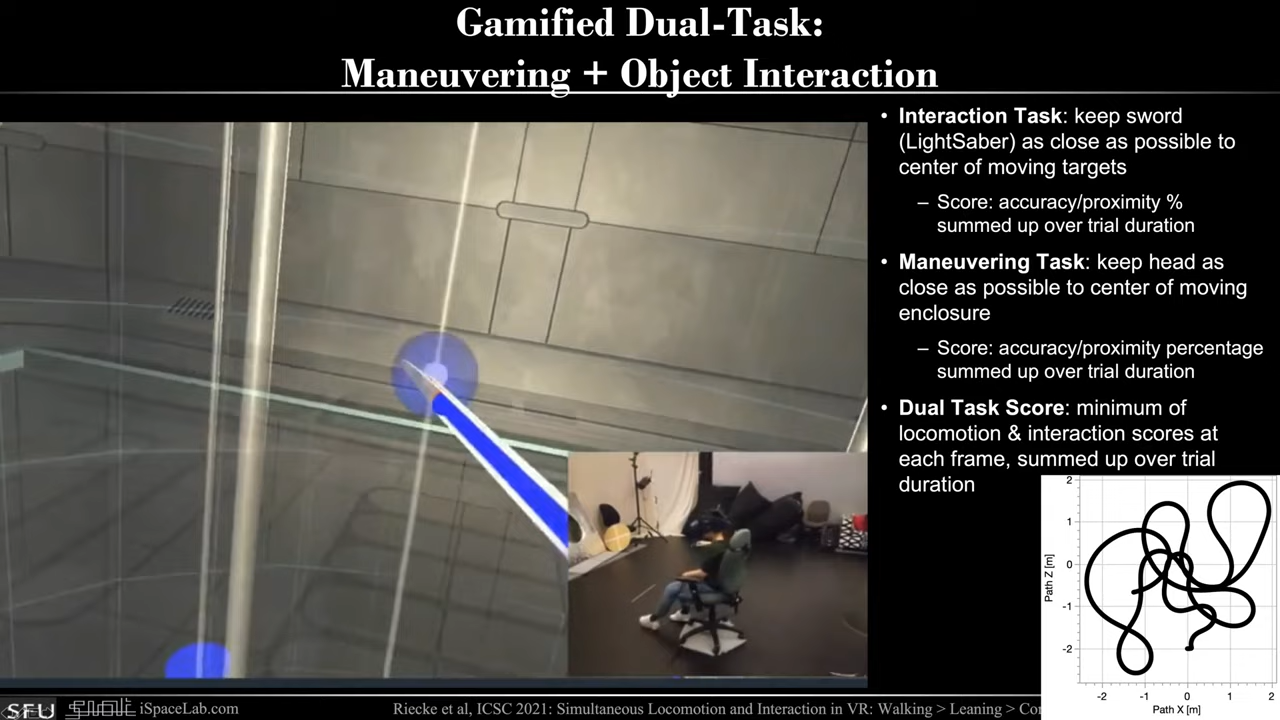 Gamified Dual-Task:
Maneuvering + Object Interaction
• Interaction Task: keep sword
(LightSaber) as close as possible to
center of moving targets
– Score: accuracy/proximity %
summed up over trial duration
• Maneuvering Task: keep head as
close as possible to center of moving
enclosure
– Score: accuracy/proximity percentage
summed up over trial duration
• Dual Task Score: minimum of
locomotion & interaction scores at
each frame, summed up over trial
duration
2
1
0
-1
-2
Path Z [m]
-2 -1 0 1 2
Path X [m]
SFU iSpaceLab.com
Riecke et al, ICSC 2021: Simultaneous Locomotion and Interaction in VR: Walking > Leaning > Con